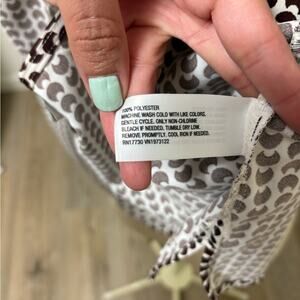 100% POLYESTER
MACHINE WASH COLD WITH LIKE COLORS.
GENTLE CYCLE. ONLY NON-CHLORINE
BLEACH IF NEEDED. TUMBLE DRY LOW.
REMOVE PROMPTLY. COOL IRON IF NEEDED.
RN17730 VN1973122